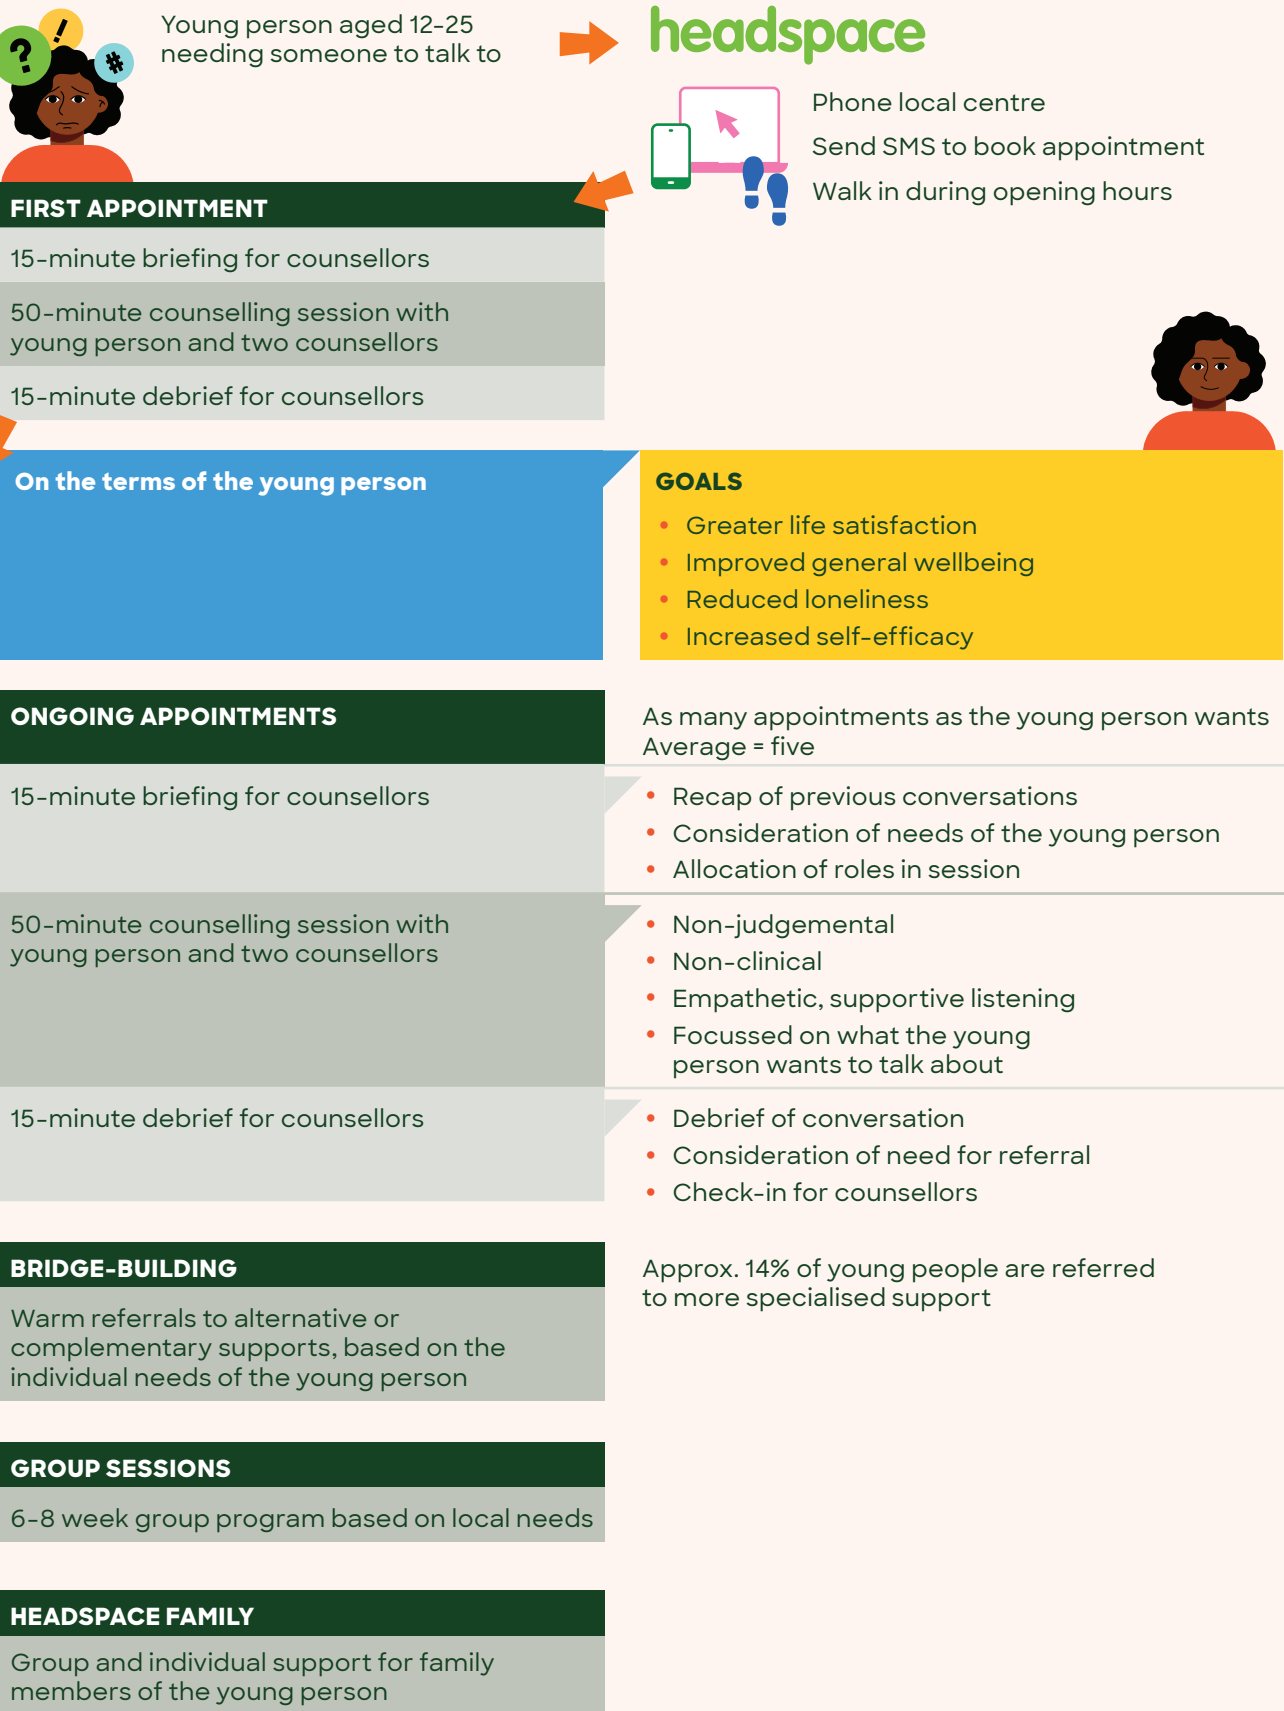 ?
!
#
Young person aged 12-25
needing someone to talk to
headspace
Phone local centre
Send SMS to book appointment
Walk in during opening hours
FIRST APPOINTMENT
15-minute briefing for counsellors
50-minute counselling session with
young person and two counsellors
15-minute debrief for counsellors
On the terms of the young person
GOALS
• Greater life satisfaction
• Improved general wellbeing
• Reduced loneliness
• Increased self-efficacy
ONGOING APPOINTMENTS
As many appointments as the young person wants
Average = five
15-minute briefing for counsellors
• Recap of previous conversations
• Consideration of needs of the young person
• Allocation of roles in session
50-minute counselling session with
young person and two counsellors
• Non-judgemental
• Non-clinical
• Empathetic, supportive listening
• Focussed on what the young
person wants to talk about
15-minute debrief for counsellors
• Debrief of conversation
• Consideration of need for referral
• Check-in for counsellors
BRIDGE-BUILDING
Warm referrals to alternative or
complementary supports, based on the
individual needs of the young person
Approx. 14% of young people are referred
to more specialised support
GROUP SESSIONS
6-8 week group program based on local needs
HEADSPACE FAMILY
Group and individual support for family
members of the young person